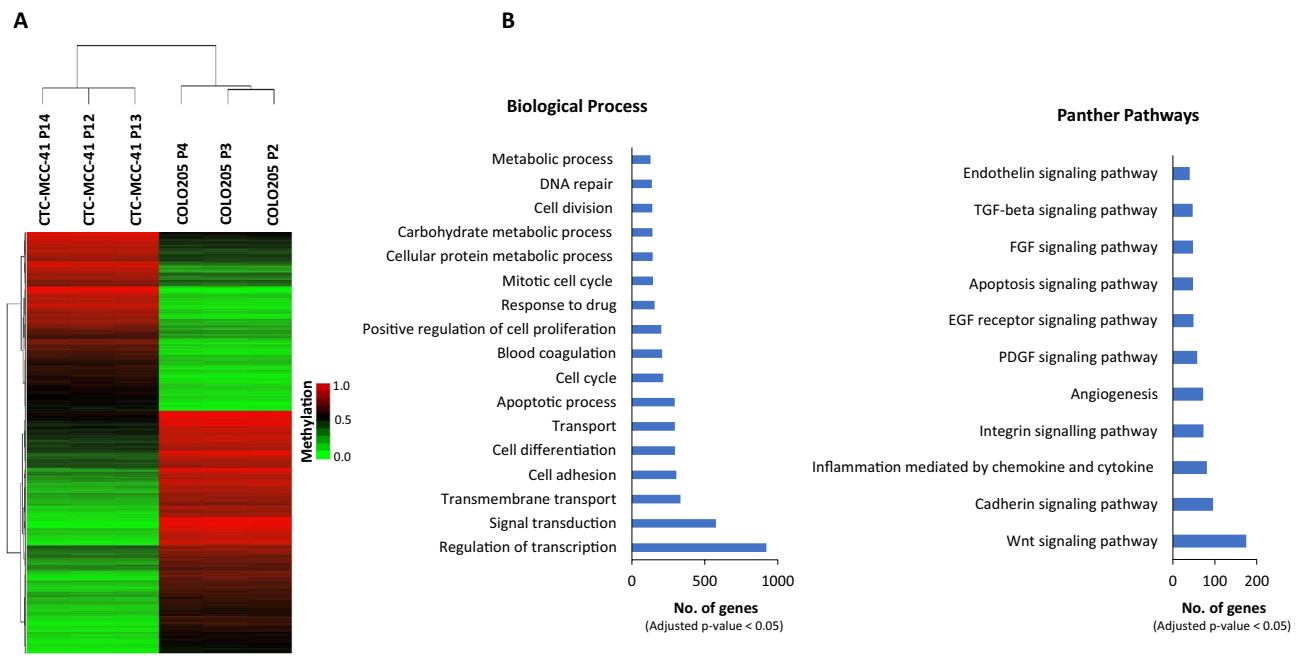 A
CTC-MCC-41 P14
CTC-MCC-41 P12
CTC-MCC-41 P13
COLO205 P4
COLO205 P3
COLO205 P2
Methylation
1.0
0.5
0.0
B
Biological Process
Metabolic process
DNA repair
Cell division
Carbohydrate metabolic process
Cellular protein metabolic process
Mitotic cell cycle
Response to drug
Positive regulation of cell proliferation
Blood coagulation
Cell cycle
Apoptotic process
Transport
Cell differentiation
Cell adhesion
Transmembrane transport
Signal transduction
Regulation of transcription
0 500 1000
No. of genes
(Adjusted p-value < 0.05)
Panther Pathways
Endothelin signaling pathway
TGF-beta signaling pathway
FGF signaling pathway
Apoptosis signaling pathway
EGF receptor signaling pathway
PDGF signaling pathway
Angiogenesis
Integrin signalling pathway
Inflammation mediated by chemokine and cytokine
Cadherin signaling pathway
Wnt signaling pathway
0 100 200
No. of genes
(Adjusted p-value < 0.05)